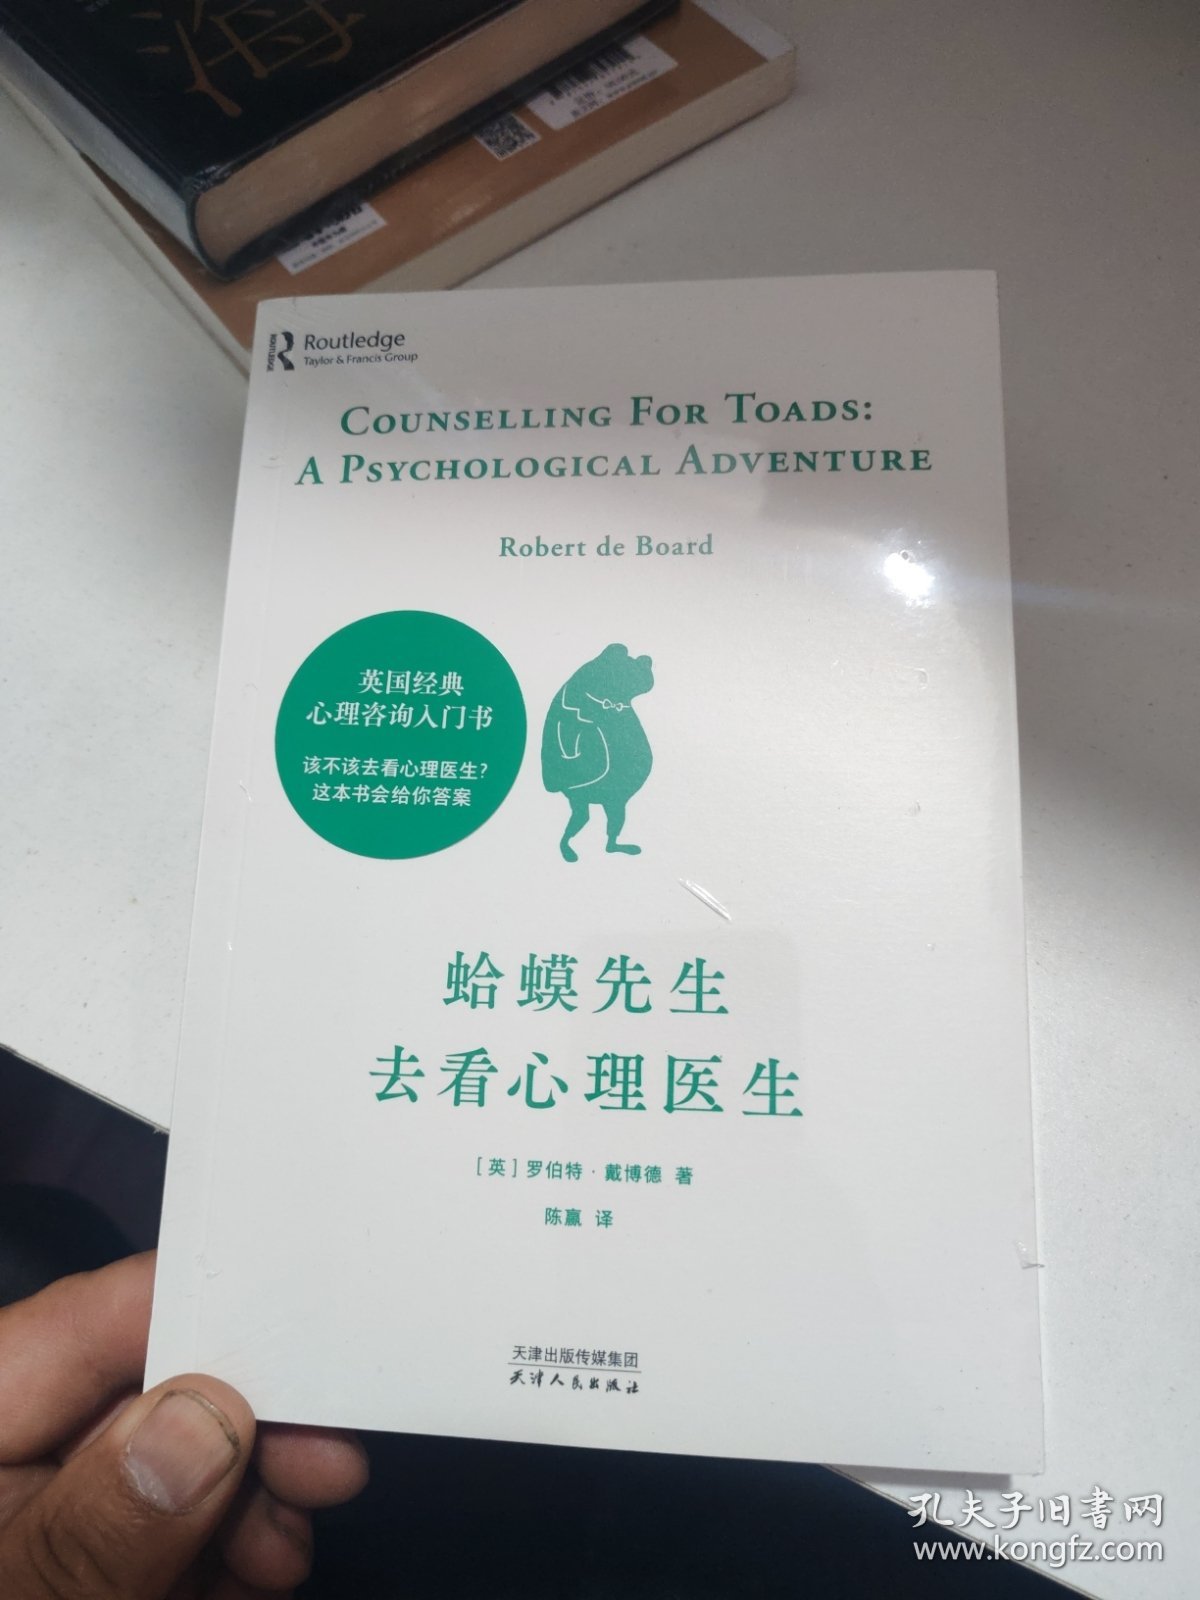 海
ROUTLEDGE
Routledge
Taylor & Francis Group
COUNSELLING FOR TOADS:
A PSYCHOLOGICAL ADVENTURE
Robert de Board
英国经典
心理咨询入门书
该不该去看心理医生?
这本书会给你答案
蛤蟆先生
去看心理医生
[英]罗伯特·戴博德 著
陈赢 译
天津出版传媒集团
天津人民出版社
孔夫子旧书网
www.kongfz.com